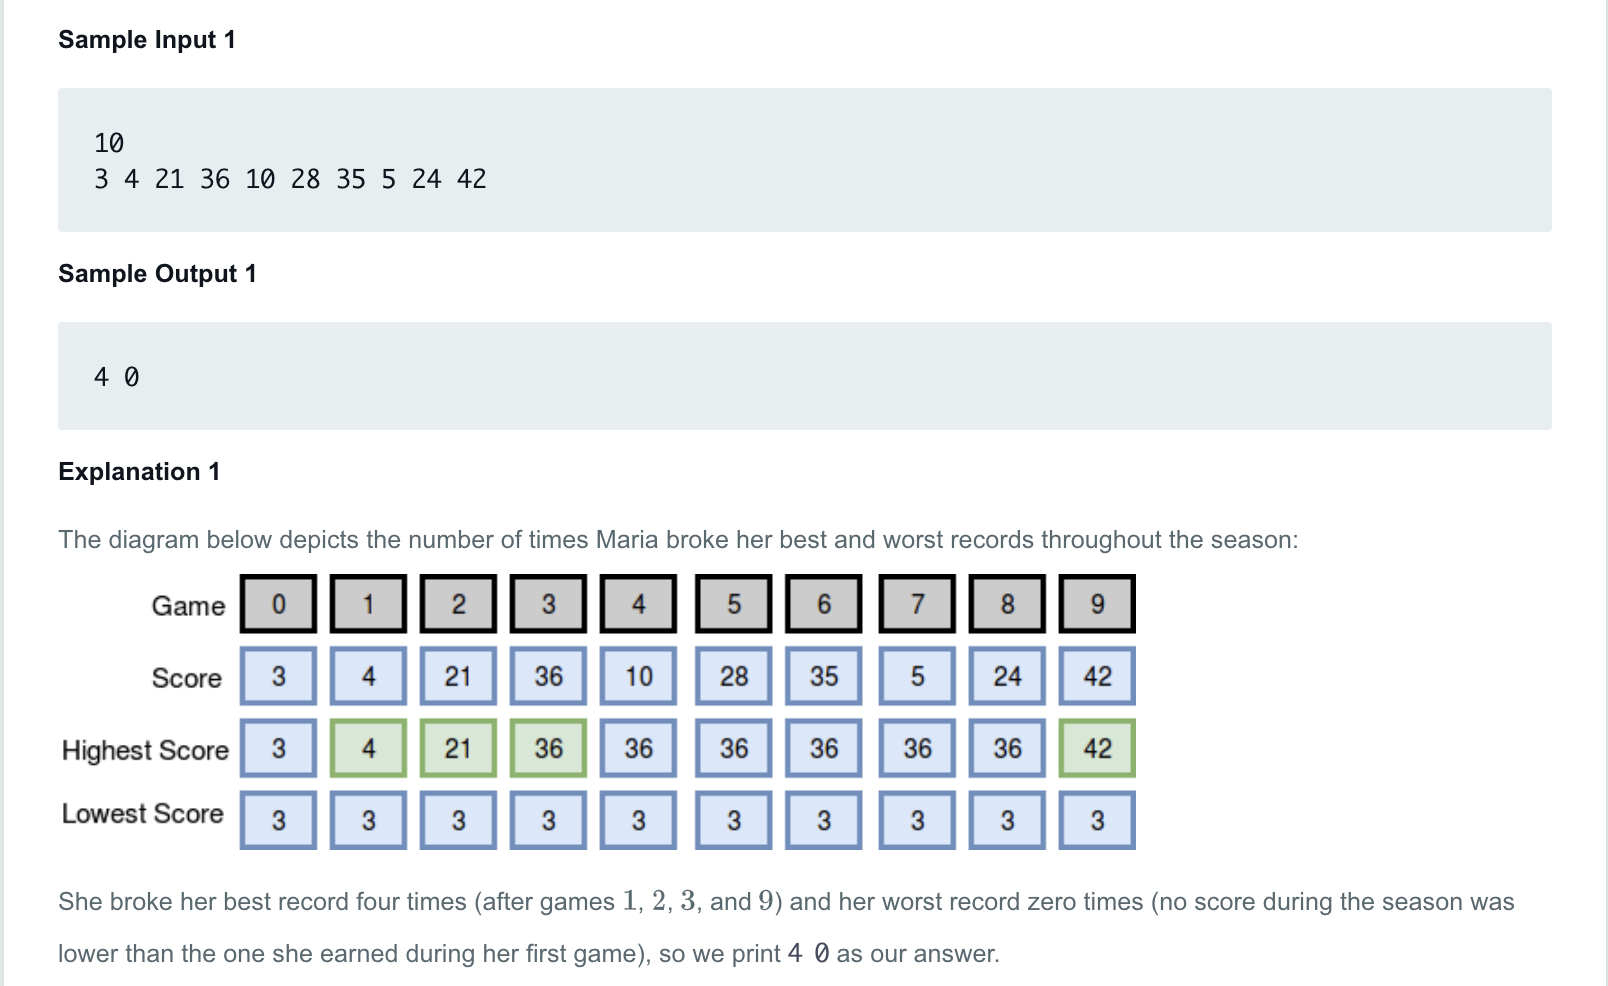 Sample Input 1
10
3 4 21 36 10 28 35 5 24 42
Sample Output 1
4 0
Explanation 1
The diagram below depicts the number of times Maria broke her best and worst records throughout the season:
Game 0 1 2 3 4 5 6 7 8 9
Score 3 4 21 36 10 28 35 5 24 42
Highest Score 3 4 21 36 36 36 36 36 36 42
Lowest Score 3 3 3 3 3 3 3 3 3 3
She broke her best record four times (after games 1, 2, 3, and 9) and her worst record zero times (no score during the season was
lower than the one she earned during her first game), so we print 4 0 as our answer.